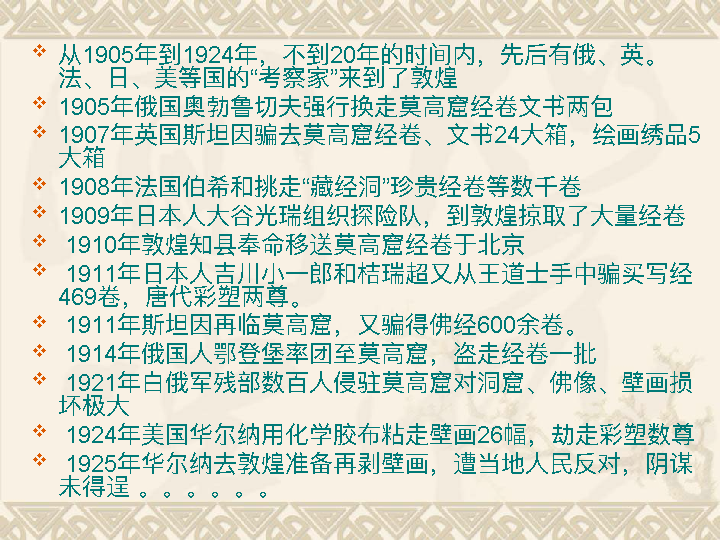 从1905年到1924年，不到20年的时间内，先后有俄、英。
法、日、美等国的“考察家”来到了敦煌
1905年俄国奥勃鲁切夫强行换走莫高窟经卷文书两包
1907年英国斯坦因骗去莫高窟经卷、文书24大箱，绘画绣品5
大箱
1908年法国伯希和挑走“藏经洞”珍贵经卷等数千卷
1909年日本人大谷光瑞组织探险队，到敦煌掠取了大量经卷
1910年敦煌知县奉命移送莫高窟经卷于北京
1911年日本人吉川小一郎和桔瑞超又从王道士手中骗买写经
469卷，唐代彩塑两尊。
1911年斯坦因再临莫高窟，又骗得佛经600余卷。
1914年俄国人鄂登堡率团至莫高窟，盗走经卷一批
1921年白俄军残部数百人侵驻莫高窟对洞窟、佛像、壁画损
坏极大
1924年美国华尔纳用化学胶布粘走壁画26幅，劫走彩塑数尊
1925年华尔纳去敦煌准备再剥壁画，遭当地人民反对，阴谋
未得逞 。。。。。。